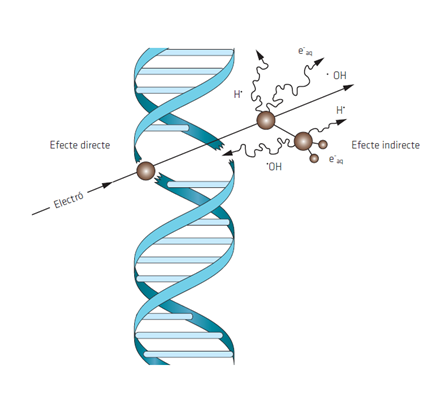 e⁻aq
• OH
H•
H•
Efecte directe
Efecte indirecte
e⁻aq
•OH
Electró